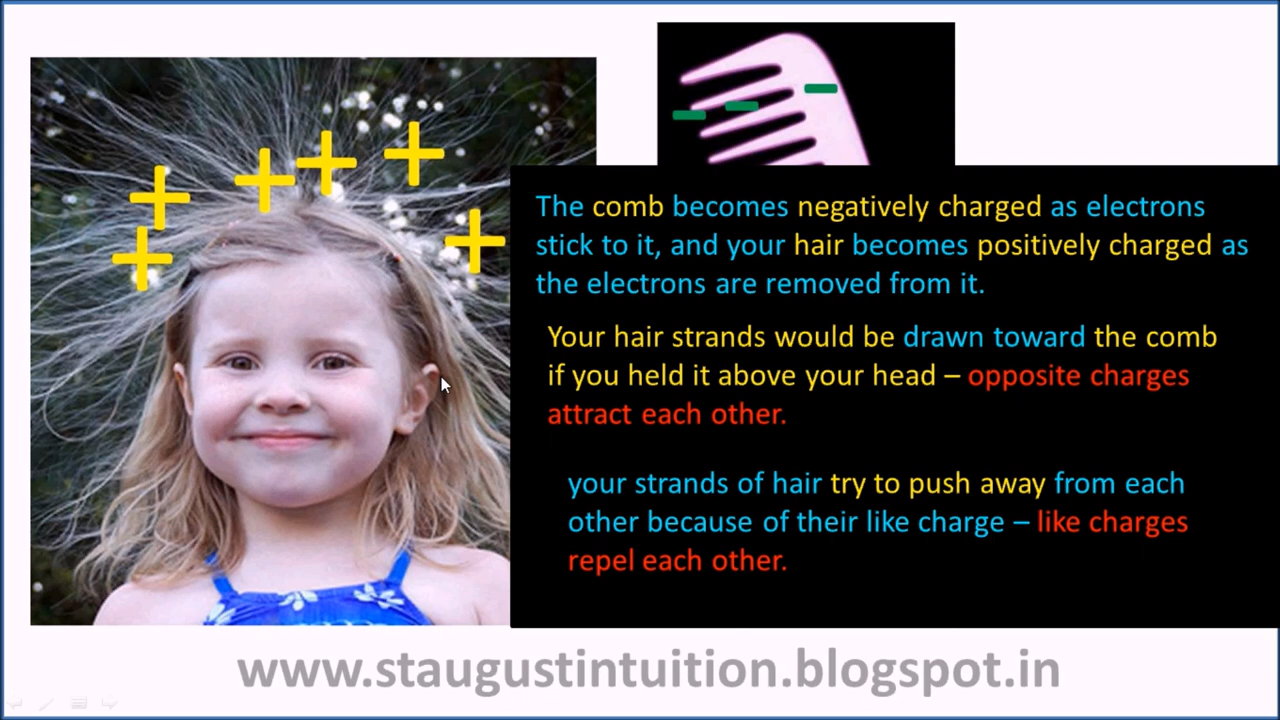 The comb becomes negatively charged as electrons
stick to it, and your hair becomes positively charged as
the electrons are removed from it.
Your hair strands would be drawn toward the comb
if you held it above your head – opposite charges
attract each other.
your strands of hair try to push away from each
other because of their like charge – like charges
repel each other.
www.staugustintuition.blogspot.in